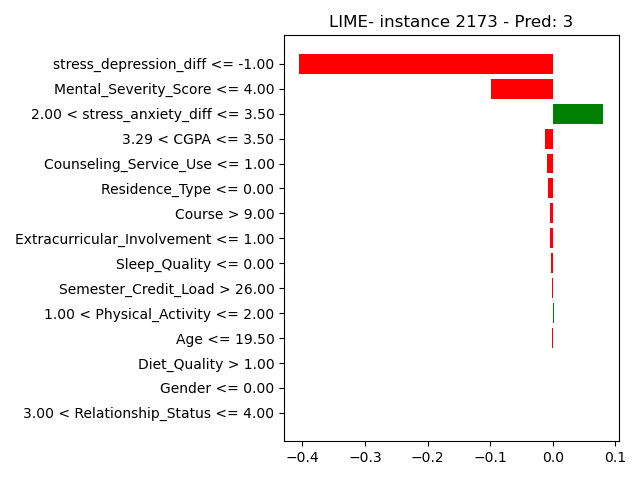 LIME- instance 2173 - Pred: 3
stress_depression_diff <= -1.00
Mental_Severity_Score <= 4.00
2.00 < stress_anxiety_diff <= 3.50
3.29 < CGPA <= 3.50
Counseling_Service_Use <= 1.00
Residence_Type <= 0.00
Course > 9.00
Extracurricular_Involvement <= 1.00
Sleep_Quality <= 0.00
Semester_Credit_Load > 26.00
1.00 < Physical_Activity <= 2.00
Age <= 19.50
Diet_Quality > 1.00
Gender <= 0.00
3.00 < Relationship_Status <= 4.00
−0.4 −0.3 −0.2 −0.1 0.0 0.1